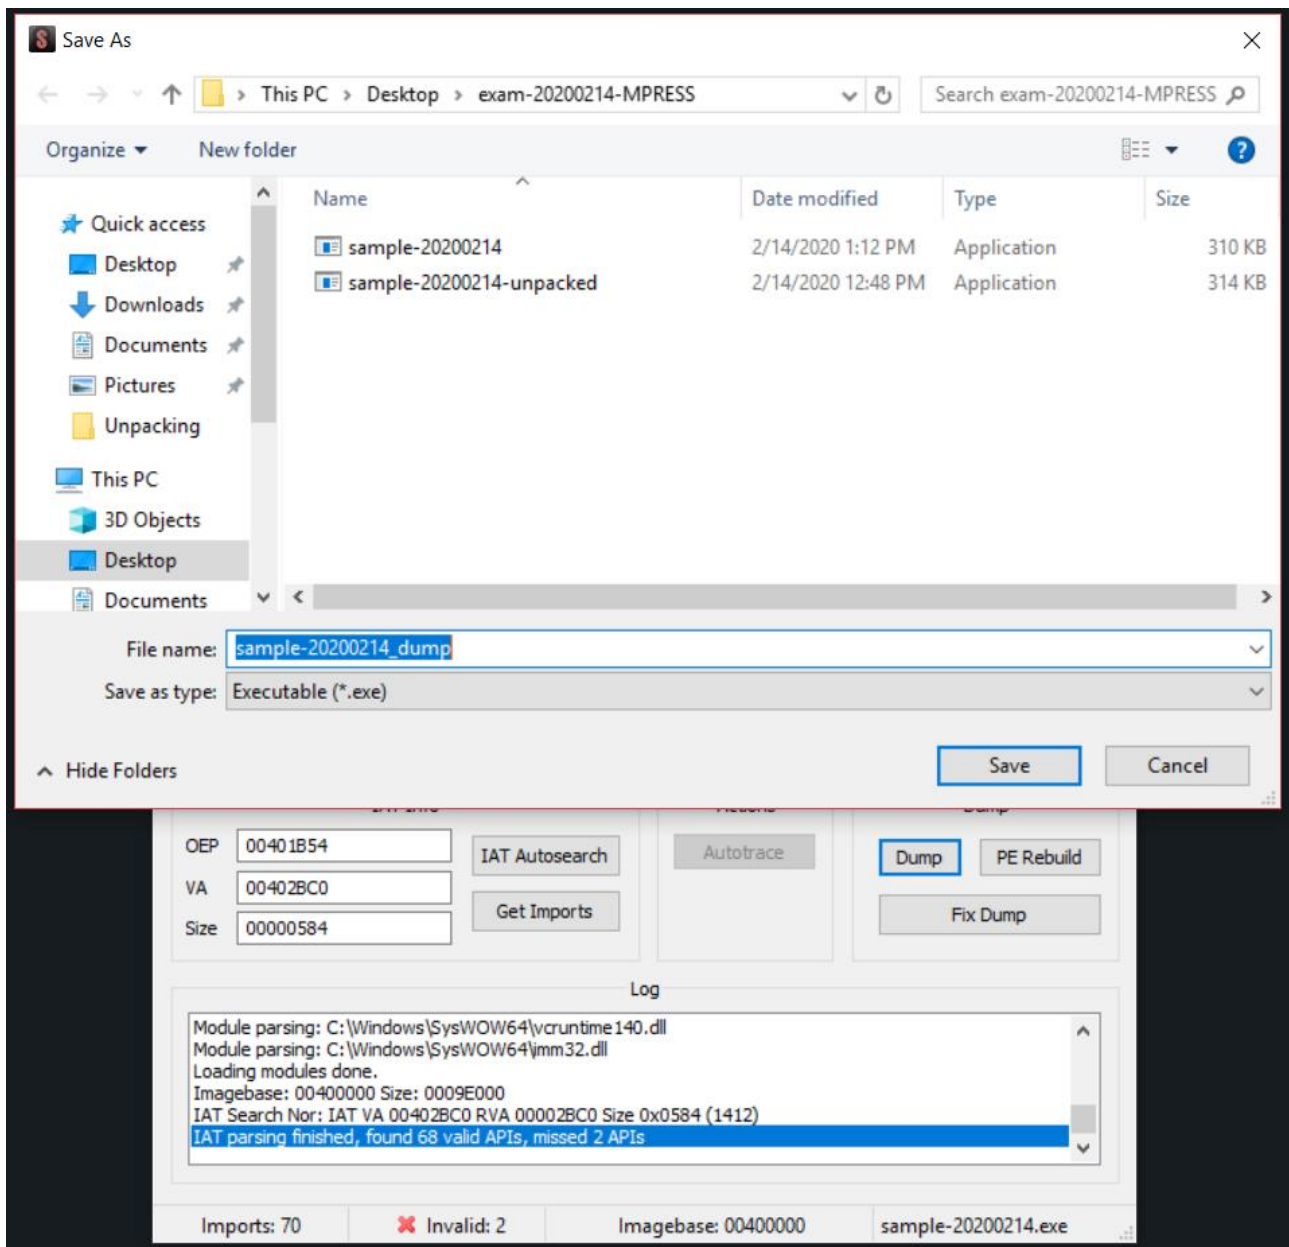 Save As
This PC > Desktop > exam-20200214-MPRESS
Search exam-20200214-MPRESS
Organize
New folder
Name Date modified Type Size
Quick access
sample-20200214 2/14/2020 1:12 PM Application 310 KB
Desktop
sample-20200214-unpacked 2/14/2020 12:48 PM Application 314 KB
Downloads
Documents
Pictures
Unpacking
This PC
3D Objects
Desktop
Documents
File name: sample-20200214_dump
Save as type: Executable (*.exe)
Hide Folders
Save
Cancel
OEP 00401B54
IAT Autosearch
Autotrace
Dump
PE Rebuild
VA 00402BC0
Get Imports
Fix Dump
Size 00000584
Log
Module parsing: C:\Windows\SysWOW64\vcruntime140.dll
Module parsing: C:\Windows\SysWOW64\imm32.dll
Loading modules done.
Imagebase: 00400000 Size: 0009E000
IAT Search Nor: IAT VA 00402BC0 RVA 00002BC0 Size 0x0584 (1412)
IAT parsing finished, found 68 valid APIs, missed 2 APIs
Imports: 70
Invalid: 2
Imagebase: 00400000
sample-20200214.exe